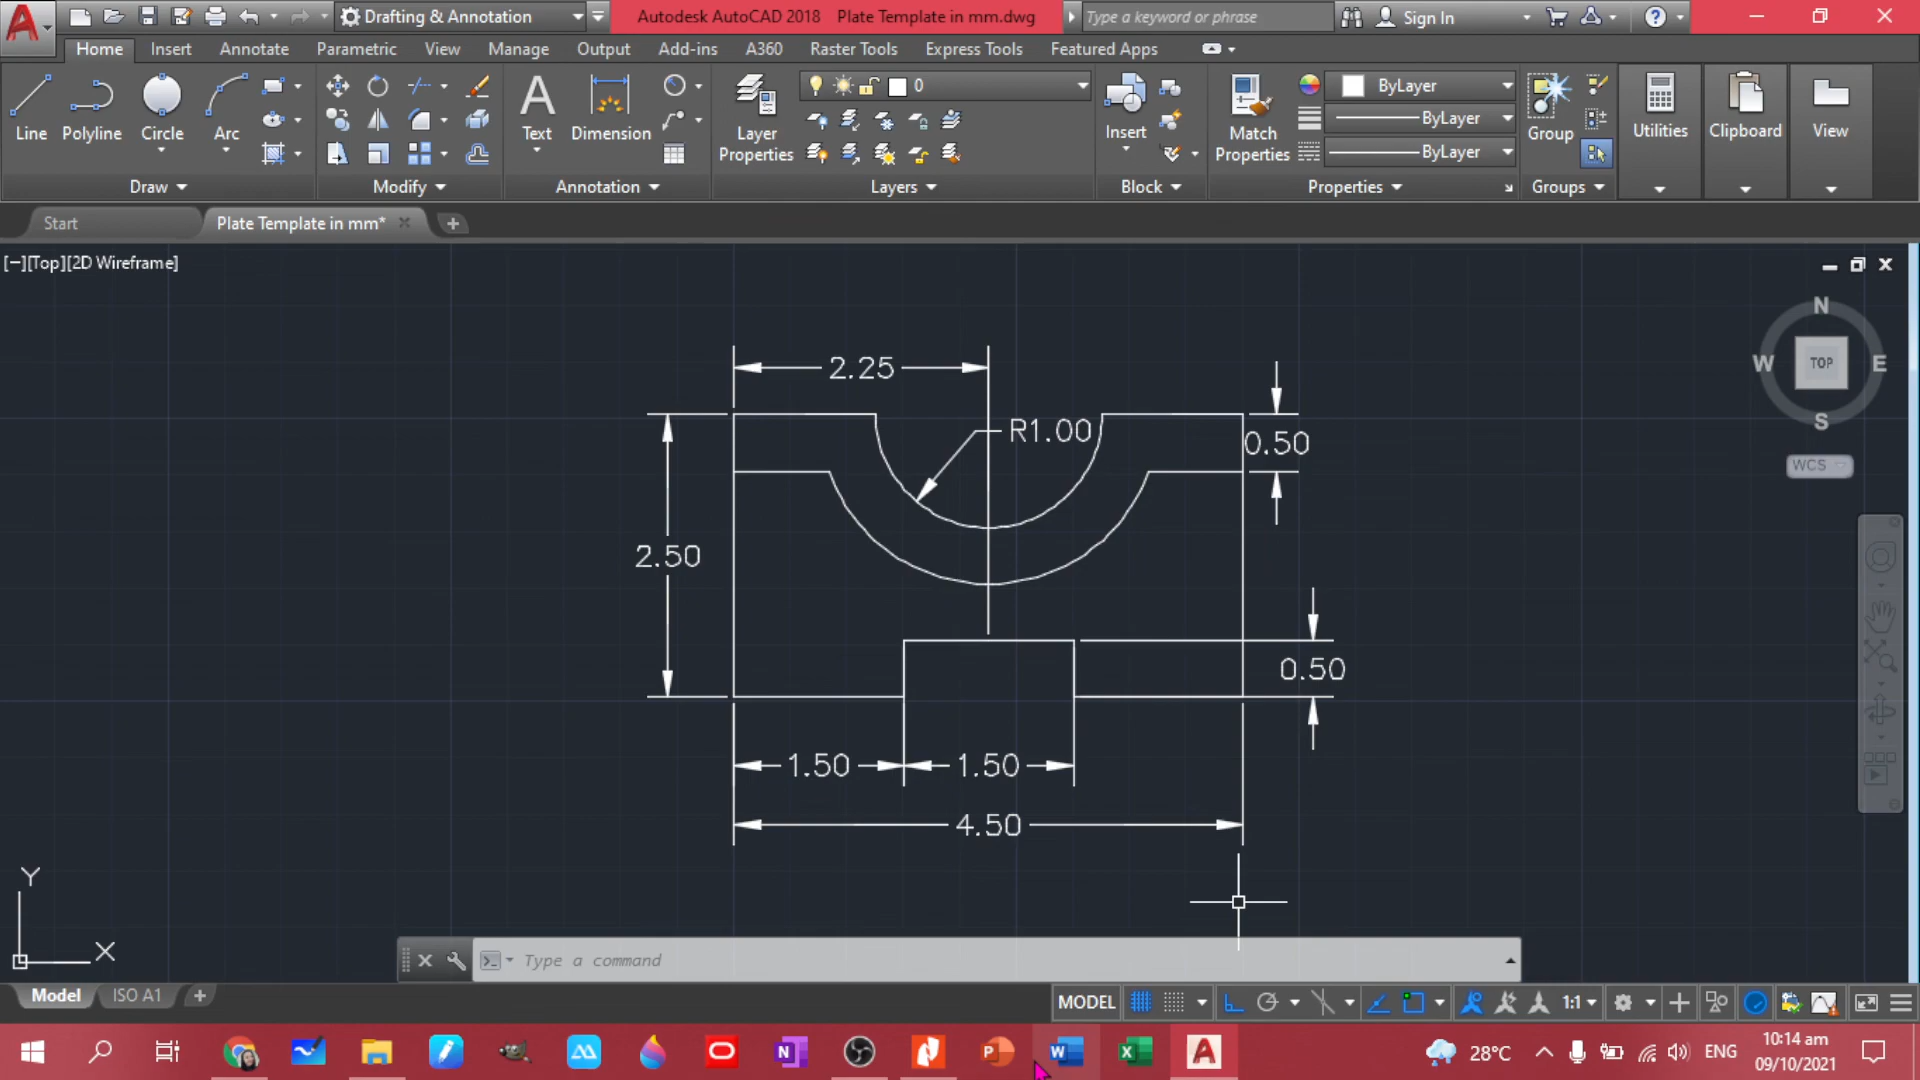 Drafting & Annotation
Autodesk AutoCAD 2018 Plate Template in mm.dwg
Type a keyword or phrase
Sign In
Home Insert Annotate Parametric View Manage Output Add-ins A360 Raster Tools Express Tools Featured Apps
0
ByLayer
ByLayer
ByLayer
Line Polyline Circle Arc
Text Dimension
Layer Properties
Insert
Match Properties
Group
Utilities Clipboard View
Draw Modify Annotation Layers Block Properties Groups
Start Plate Template in mm*
[−][Top][2D Wireframe]
N
W TOP E
S
WCS
2.25
R1.00
0.50
2.50
0.50
1.50 1.50
4.50
Y
X
Type a command
Model ISO A1
MODEL 1:1
28°C ENG
10:14 am
09/10/2021